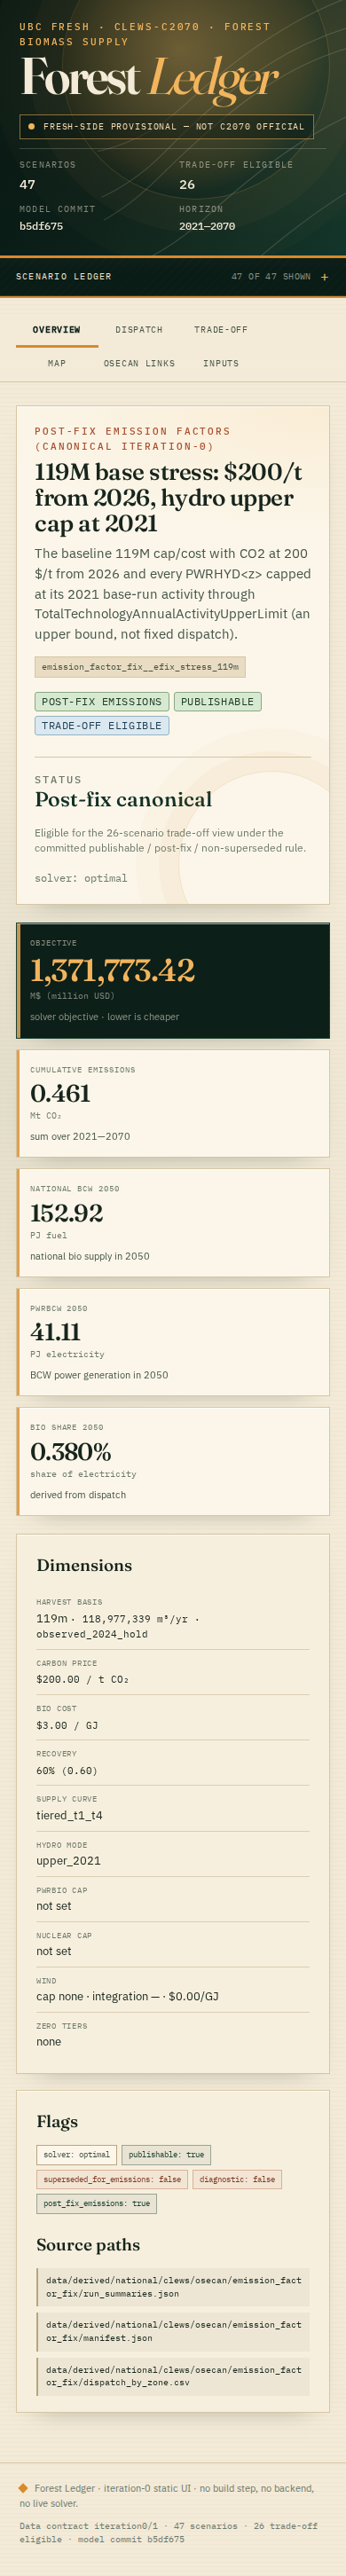 UBC FRESH · CLEWS-C2070 · FOREST
BIOMASS SUPPLY
Forest Ledger
FRESH-SIDE PROVISIONAL — NOT C2070 OFFICIAL
SCENARIOS
47
TRADE-OFF ELIGIBLE
26
MODEL COMMIT
b5df675
HORIZON
2021—2070
SCENARIO LEDGER
47 OF 47 SHOWN +
OVERVIEW
DISPATCH
TRADE-OFF
MAP
OSECAN LINKS
INPUTS
POST-FIX EMISSION FACTORS
(CANONICAL ITERATION-0)
119M base stress: $200/t
from 2026, hydro upper
cap at 2021
The baseline 119M cap/cost with CO2 at 200
$/t from 2026 and every PWRHYD<z> capped
at its 2021 base-run activity through
TotalTechnologyAnnualActivityUpperLimit (an
upper bound, not fixed dispatch).
emission_factor_fix__efix_stress_119m
POST-FIX EMISSIONS
PUBLISHABLE
TRADE-OFF ELIGIBLE
STATUS
Post-fix canonical
Eligible for the 26-scenario trade-off view under the
committed publishable / post-fix / non-superseded rule.
solver: optimal
OBJECTIVE
1,371,773.42
M$ (million USD)
solver objective · lower is cheaper
CUMULATIVE EMISSIONS
0.461
Mt CO₂
sum over 2021—2070
NATIONAL BCW 2050
152.92
PJ fuel
national bio supply in 2050
PWRBCW 2050
41.11
PJ electricity
BCW power generation in 2050
BIO SHARE 2050
0.380%
share of electricity
derived from dispatch
Dimensions
HARVEST BASIS
119m · 118,977,339 m³/yr ·
observed_2024_hold
CARBON PRICE
$200.00 / t CO₂
BIO COST
$3.00 / GJ
RECOVERY
60% (0.60)
SUPPLY CURVE
tiered_t1_t4
HYDRO MODE
upper_2021
PWRBIO CAP
not set
NUCLEAR CAP
not set
WIND
cap none · integration — · $0.00/GJ
ZERO TIERS
none
Flags
solver: optimal
publishable: true
superseded_for_emissions: false
diagnostic: false
post_fix_emissions: true
Source paths
data/derived/national/clews/osecan/emission_fact
or_fix/run_summaries.json
data/derived/national/clews/osecan/emission_fact
or_fix/manifest.json
data/derived/national/clews/osecan/emission_fact
or_fix/dispatch_by_zone.csv
Forest Ledger · iteration-0 static UI · no build step, no backend,
no live solver.
Data contract iteration0/1 · 47 scenarios · 26 trade-off
eligible · model commit b5df675